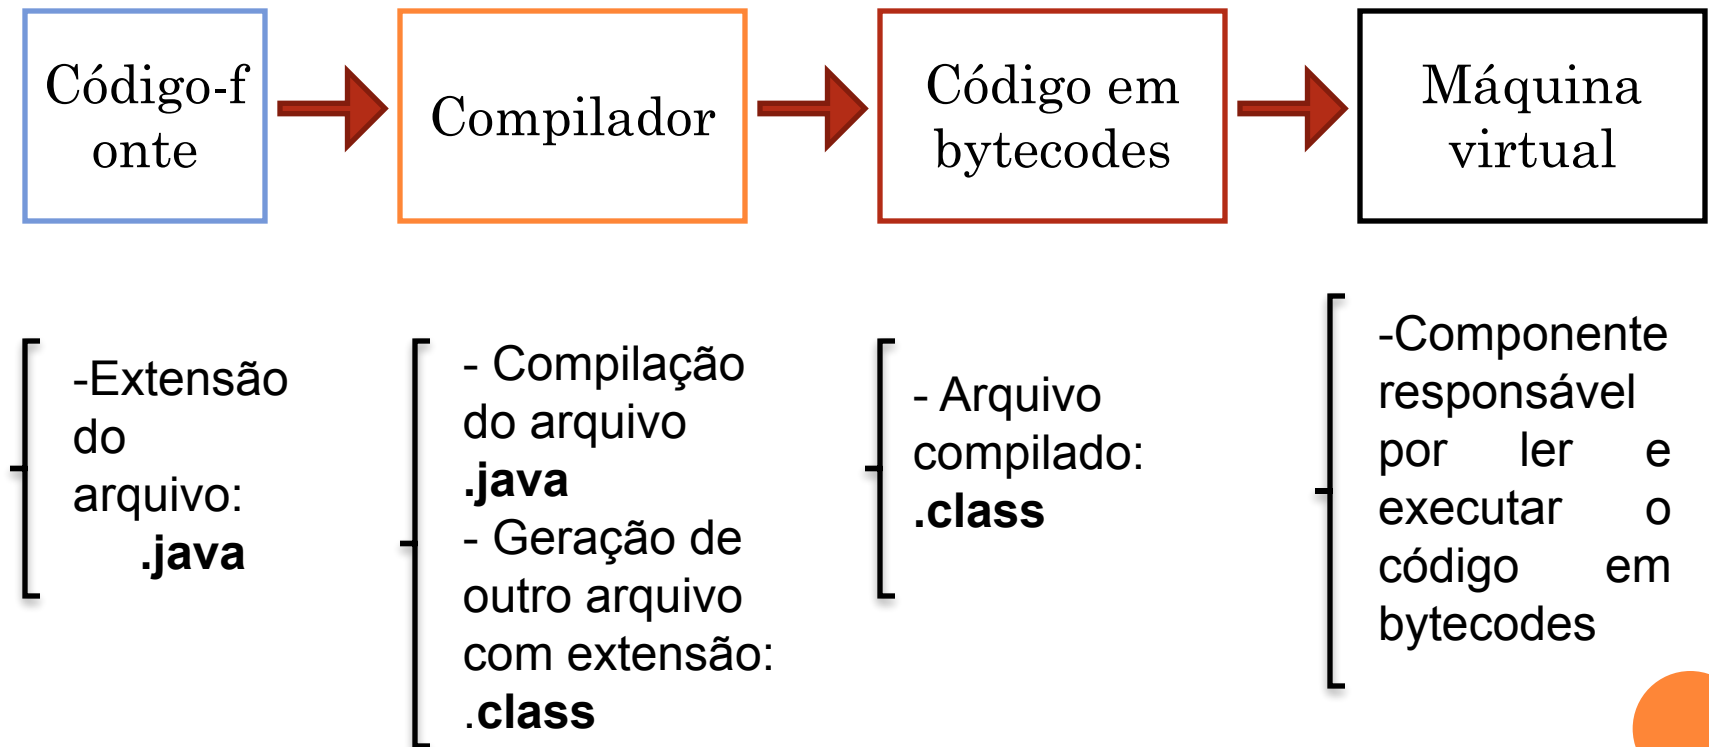 Código-f
onte
Compilador
Código em
bytecodes
Máquina
virtual
-Extensão
do
arquivo:
.java
- Compilação
do arquivo
.java
- Geração de
outro arquivo
com extensão:
.class
- Arquivo
compilado:
.class
-Componente
responsável
por ler e
executar o
código em
bytecodes